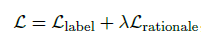 ℒ = ℒ_label + λℒ_rationale